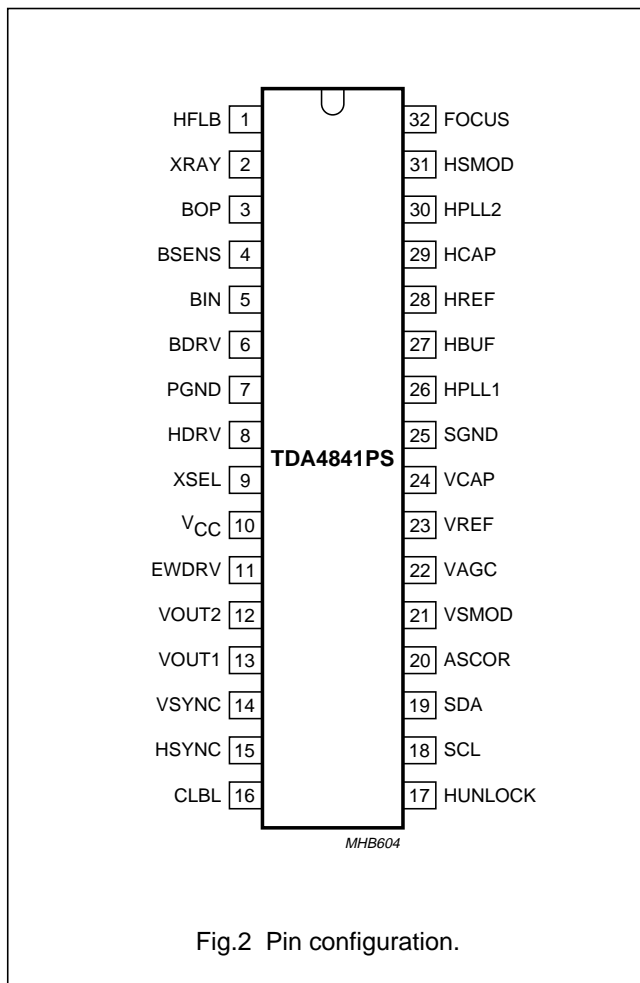 HFLB 1 32 FOCUS
XRAY 2 31 HSMOD
BOP 3 30 HPLL2
BSENS 4 29 HCAP
BIN 5 28 HREF
BDRV 6 27 HBUF
PGND 7 26 HPLL1
HDRV 8 25 SGND
TDA4841PS
XSEL 9 24 VCAP
VCC 10 23 VREF
EWDRV 11 22 VAGC
VOUT2 12 21 VSMOD
VOUT1 13 20 ASCOR
VSYNC 14 19 SDA
HSYNC 15 18 SCL
CLBL 16 17 HUNLOCK
MHB604
Fig.2 Pin configuration.